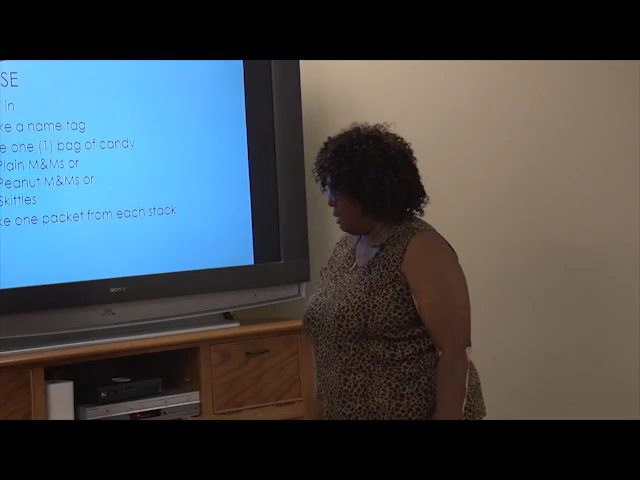 SE
in
ke a name tag
e one (1) bag of candy
Plain M&Ms or
Peanut M&Ms or
Skittles
ke one packet from each stack
SONY